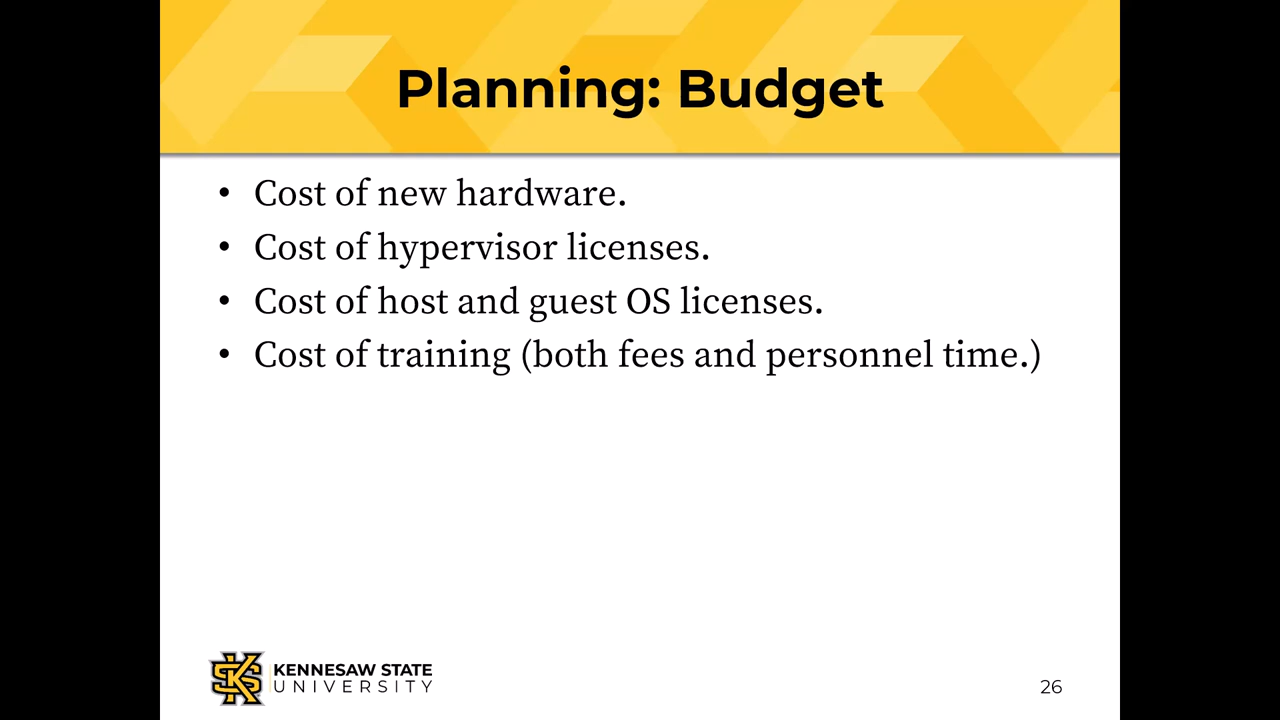 Planning: Budget
• Cost of new hardware.
• Cost of hypervisor licenses.
• Cost of host and guest OS licenses.
• Cost of training (both fees and personnel time.)
KENNESAW STATE
UNIVERSITY
26